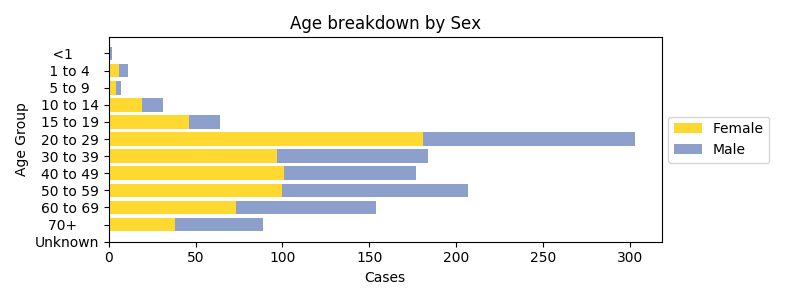 Age breakdown by Sex
Age Group
<1
1 to 4
5 to 9
10 to 14
15 to 19
20 to 29
30 to 39
40 to 49
50 to 59
60 to 69
70+
Unknown
0 50 100 150 200 250 300
Cases
Female
Male